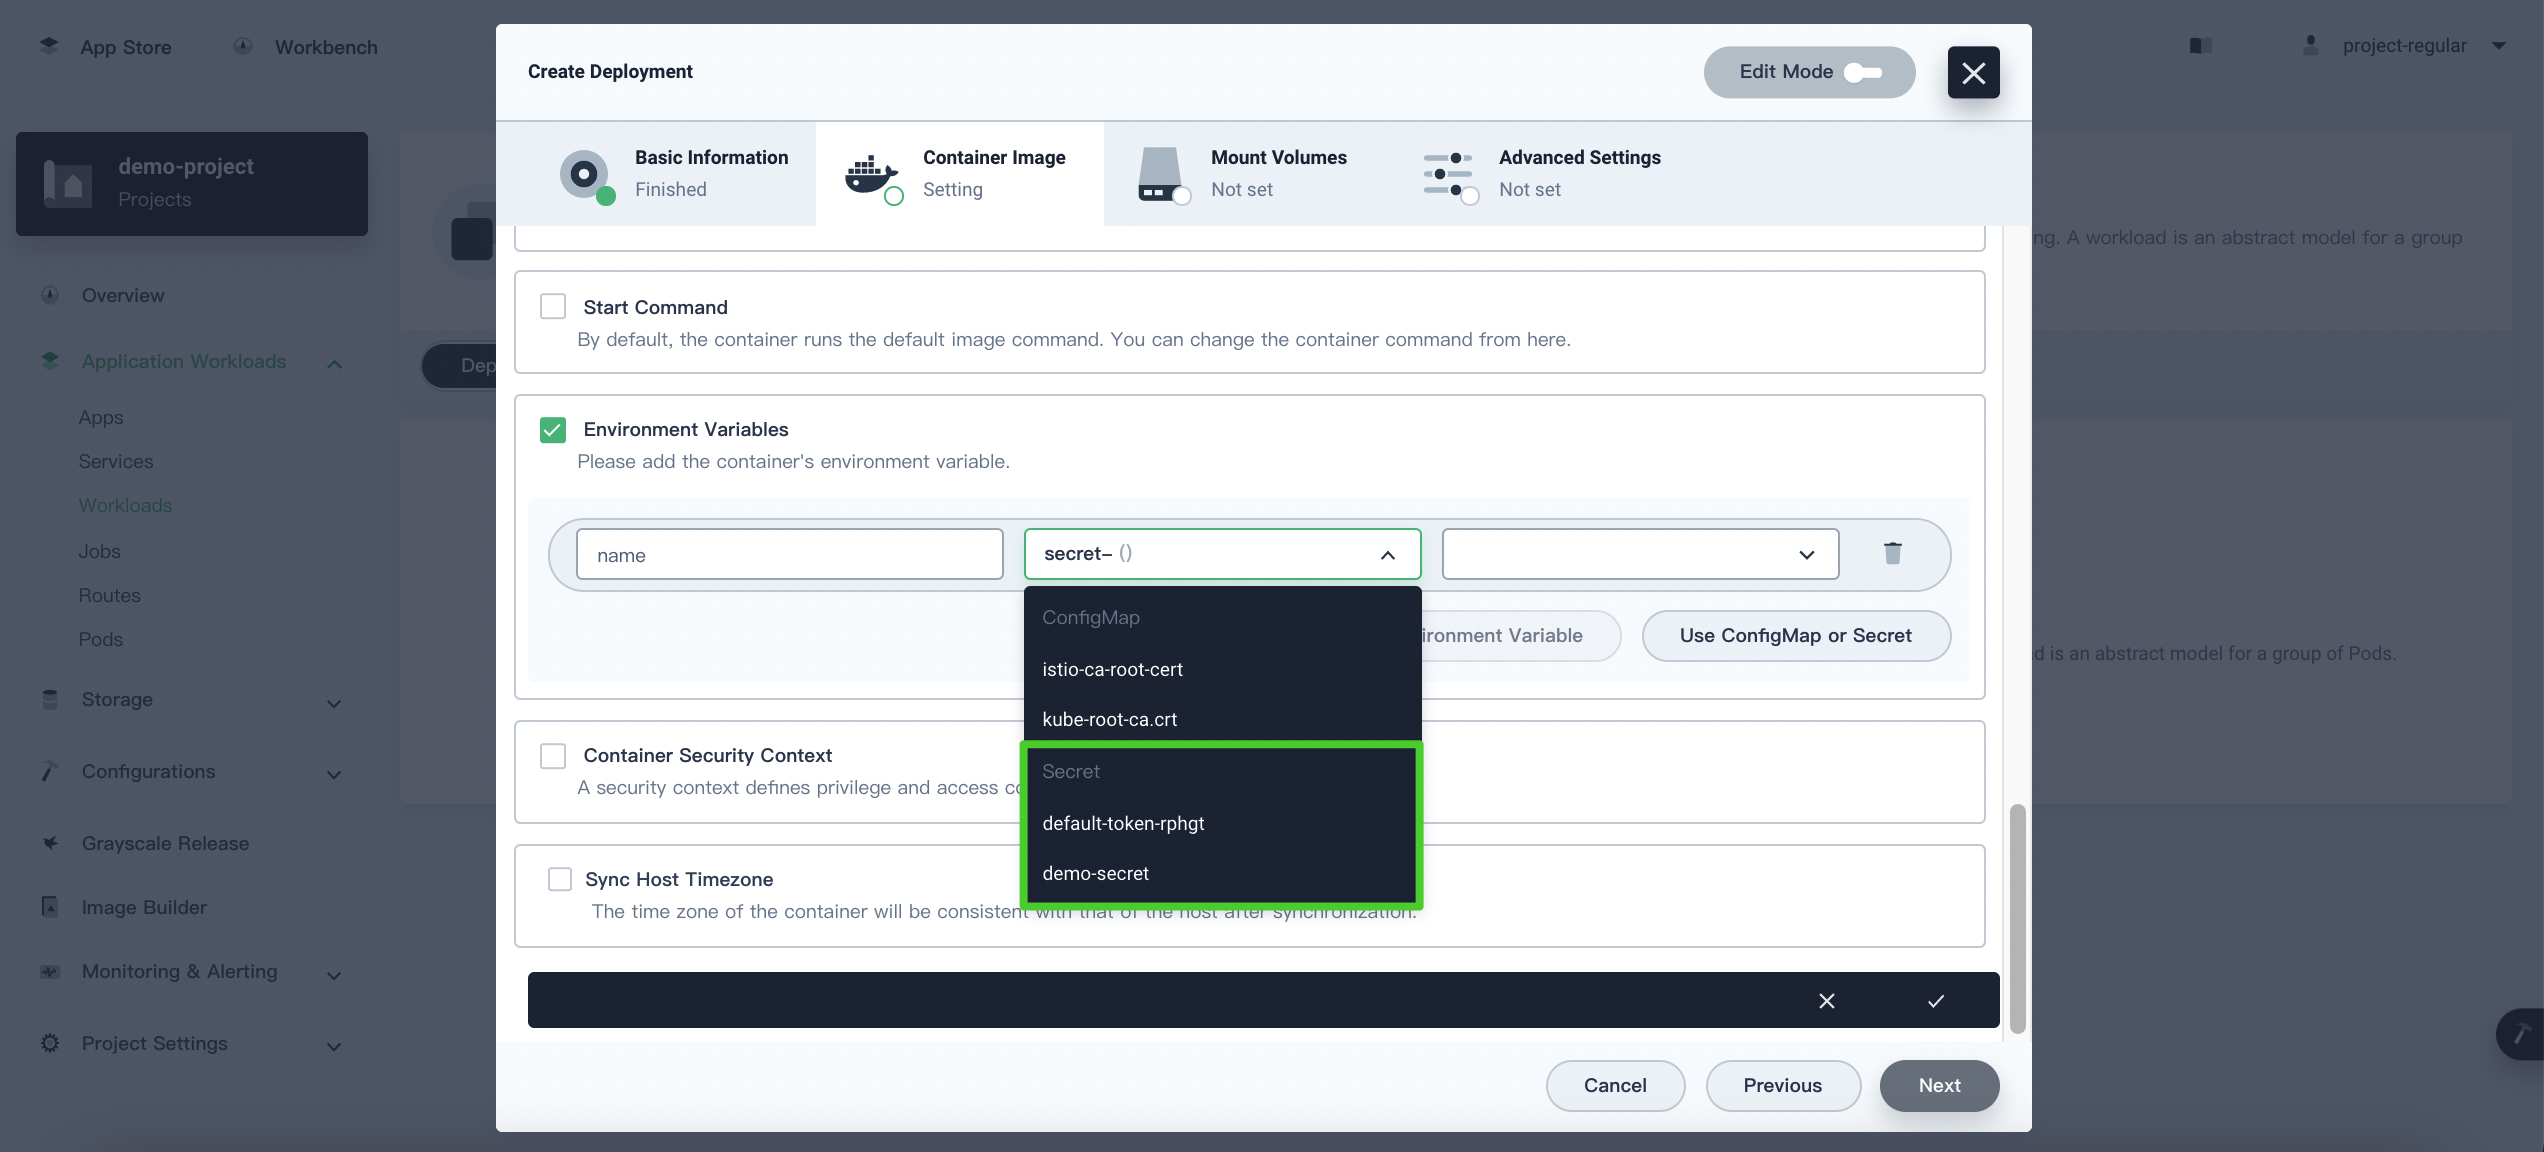 App Store
Workbench
project-regular
Create Deployment
Edit Mode
demo-project
Projects
Basic Information
Finished
Container Image
Setting
Mount Volumes
Not set
Advanced Settings
Not set
ng. A workload is an abstract model for a group
Overview
Application Workloads
Dep
Apps
Services
Workloads
Jobs
Routes
Pods
Storage
Configurations
Grayscale Release
Image Builder
Monitoring & Alerting
Project Settings
Start Command
By default, the container runs the default image command. You can change the container command from here.
Environment Variables
Please add the container's environment variable.
name
secret– ()
ConfigMap
istio-ca-root-cert
kube-root-ca.crt
Secret
default-token-rphgt
demo-secret
ironment Variable
Use ConfigMap or Secret
d is an abstract model for a group of Pods.
Container Security Context
A security context defines privilege and access co
Sync Host Timezone
The time zone of the container will be consistent with that of the host after synchronization.
Cancel
Previous
Next